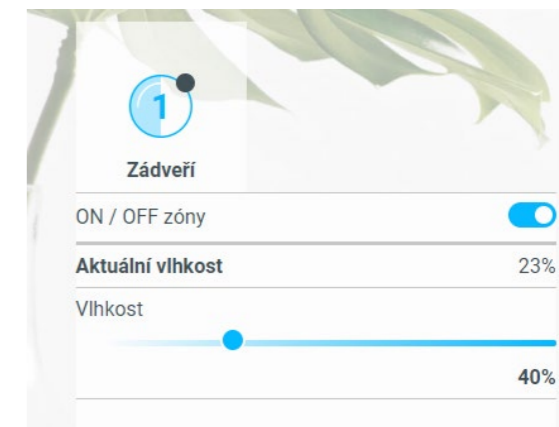 1
Zádveří
ON / OFF zóny
Aktuální vlhkost 23%
Vlhkost
40%